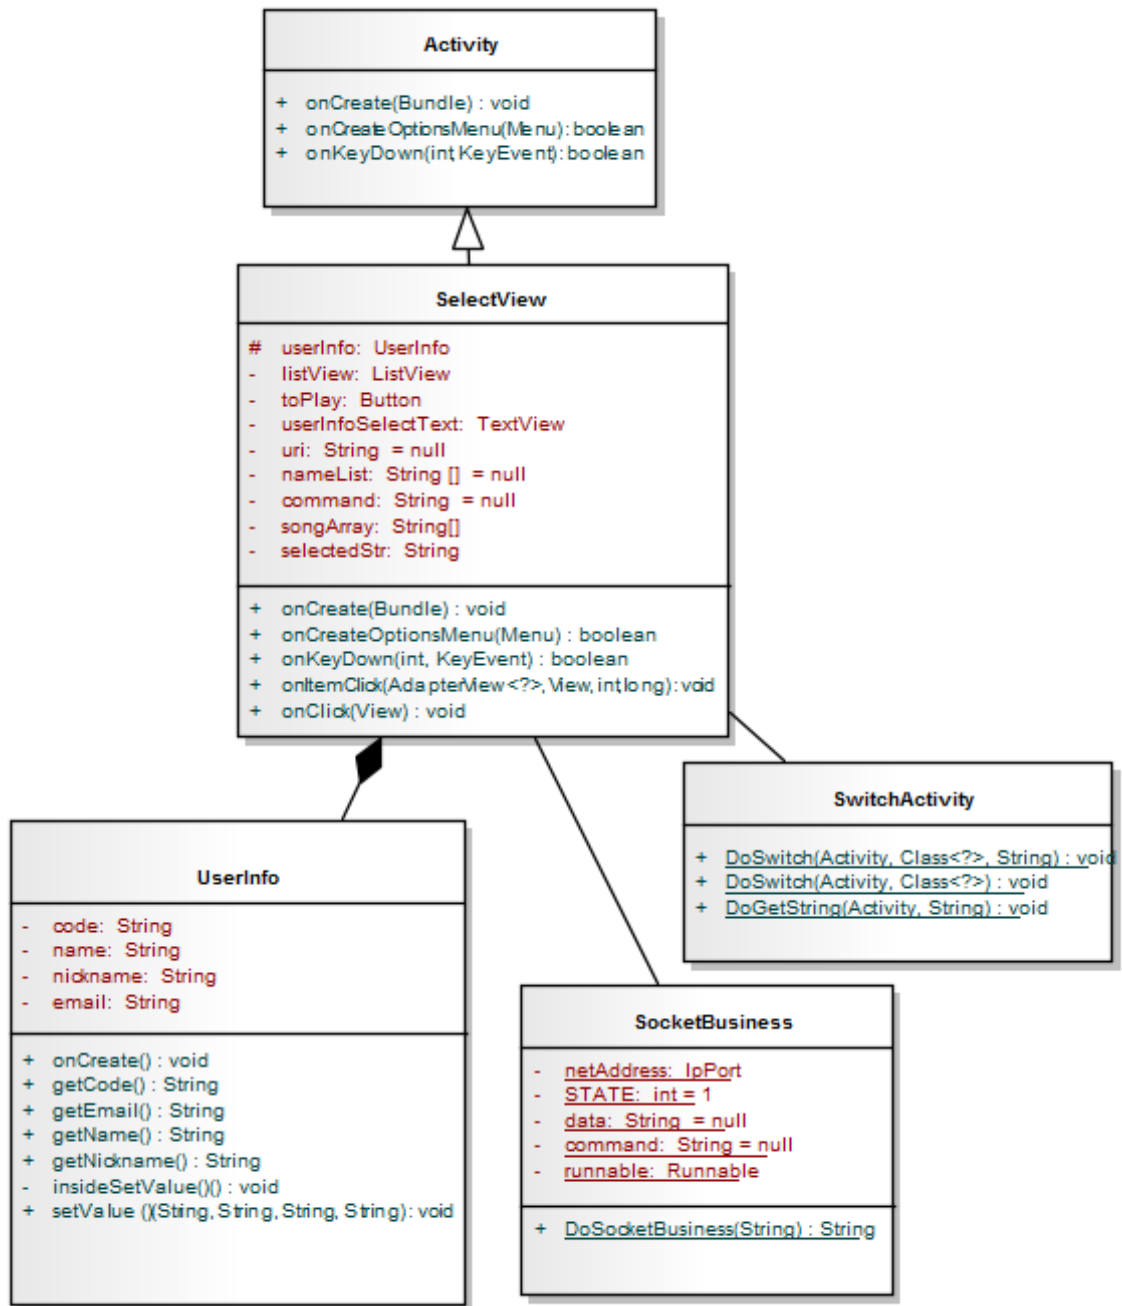 Activity
+ onCreate(Bundle) : void
+ onCreateOptionsMenu(Menu): boolean
+ onKeyDown(int, KeyEvent): boolean
SelectView
# userInfo: UserInfo
- listView: ListView
- toPlay: Button
- userInfoSelectText: TextView
- uri: String = null
- nameList: String [] = null
- command: String = null
- songArray: String[]
- selectedStr: String
+ onCreate(Bundle) : void
+ onCreateOptionsMenu(Menu) : boolean
+ onKeyDown(int, KeyEvent) : boolean
+ onItemClick(AdapterView<?>, View, int, long): void
+ onClick(View) : void
SwitchActivity
+ DoSwitch(Activity, Class<?>, String) : void
+ DoSwitch(Activity, Class<?>) : void
+ DoGetString(Activity, String) : void
UserInfo
- code: String
- name: String
- nickname: String
- email: String
+ onCreate() : void
+ getCode() : String
+ getEmail() : String
+ getName() : String
+ getNickname() : String
- insideSetValue()() : void
+ setValue ()(String, String, String, String): void
SocketBusiness
- netAddress: IpPort
- STATE: int = 1
- data: String = null
- command: String = null
- runnable: Runnable
+ DoSocketBusiness(String) : String